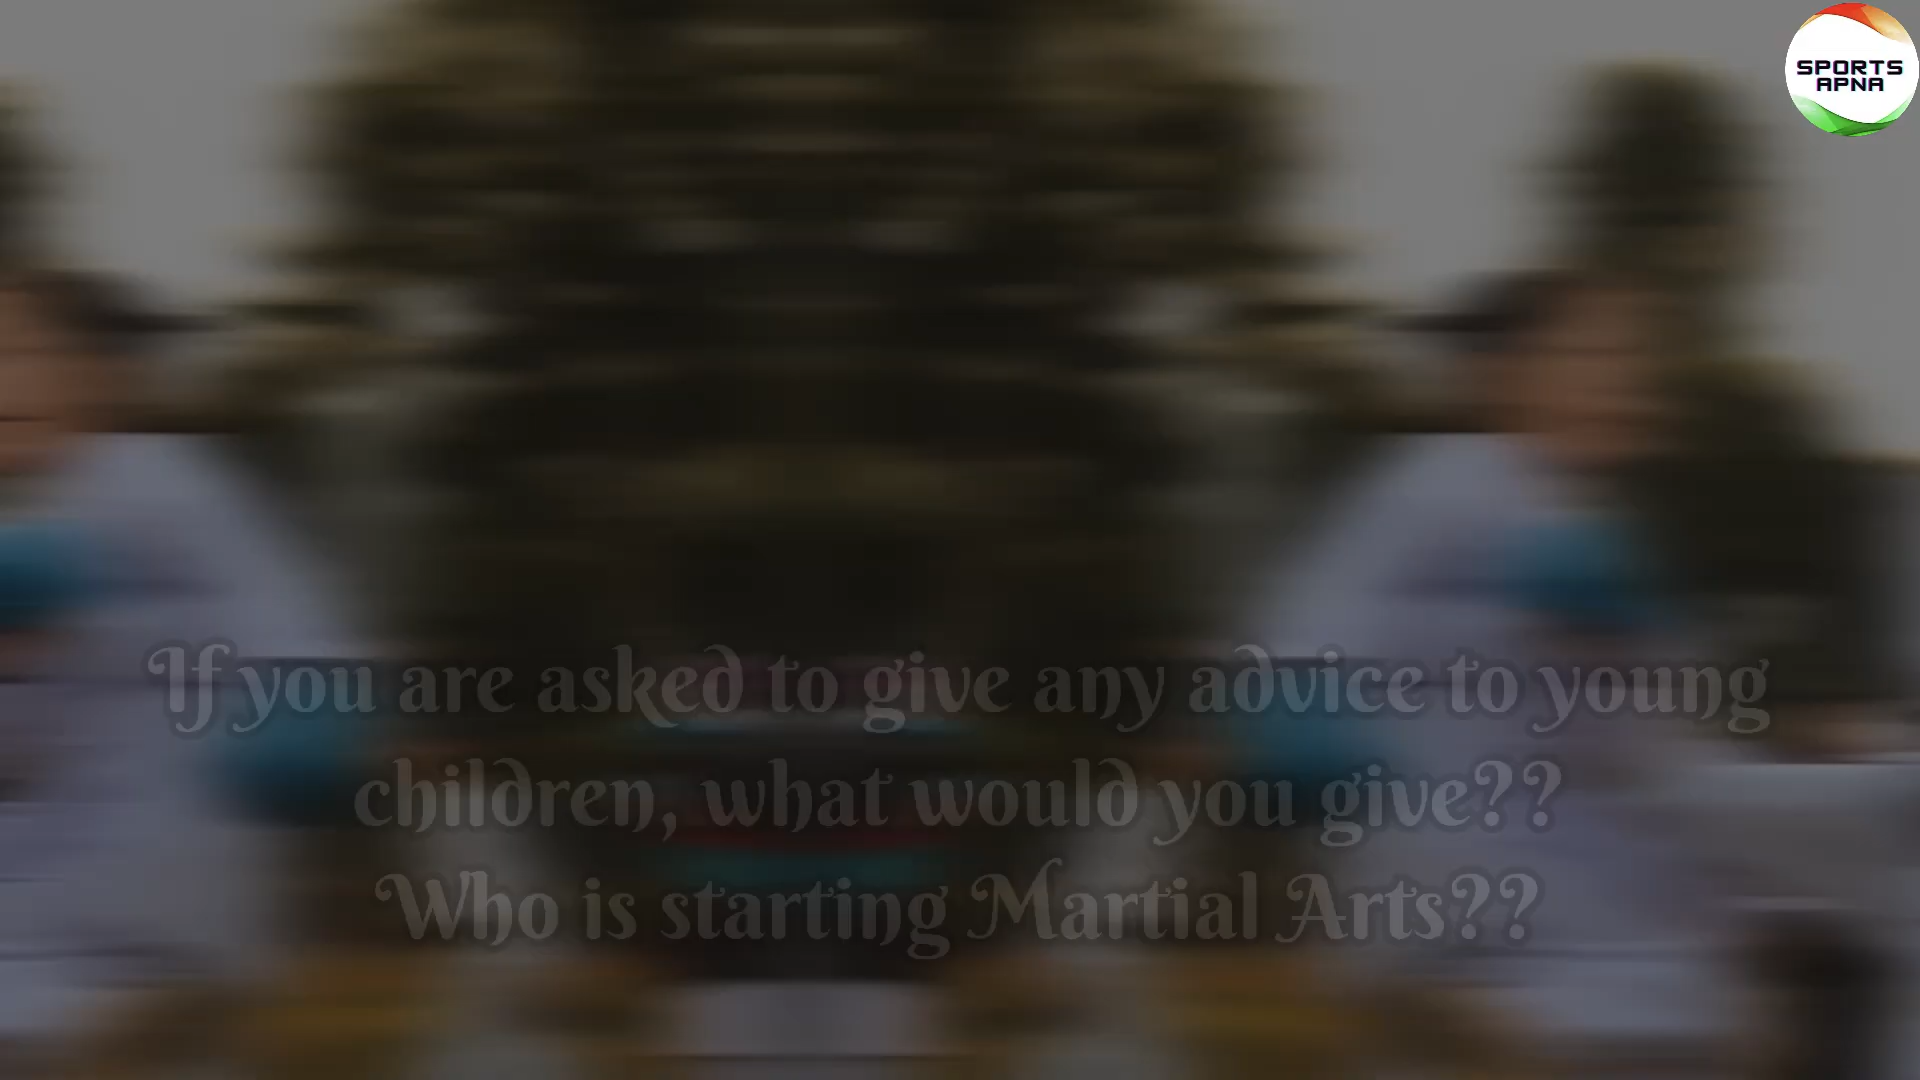 SPORTS
APNA
If you are asked to give any advice to young
children, what would you give??
Who is starting Martial Arts??